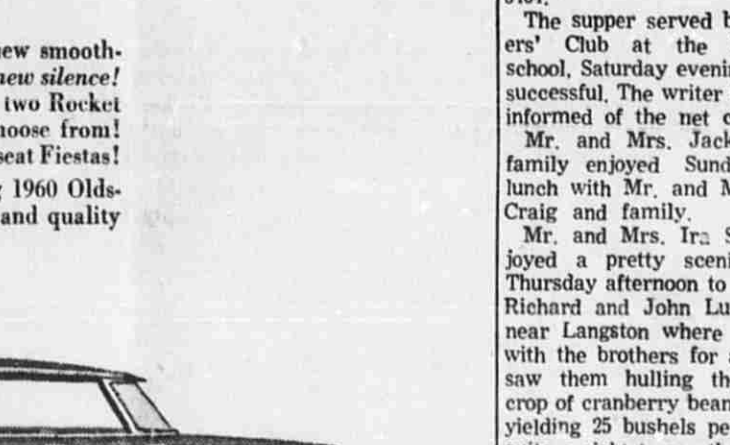 ew smooth-
new silence!
two Rocket
hoose from!
seat Fiestas!
1960 Olds-
and quality
The supper served b
ers' Club at the
school, Saturday evenin
successful. The writer
informed of the net
Mr. and Mrs. Jack
family enjoyed Sund
lunch with Mr. and M
Craig and family.
Mr. and Mrs. Ira S
joyed a pretty sceni
Thursday afternoon to
Richard and John Lu
near Langston where
with the brothers for
saw them hulling th
crop of cranberry bean
yielding 25 bushels pe